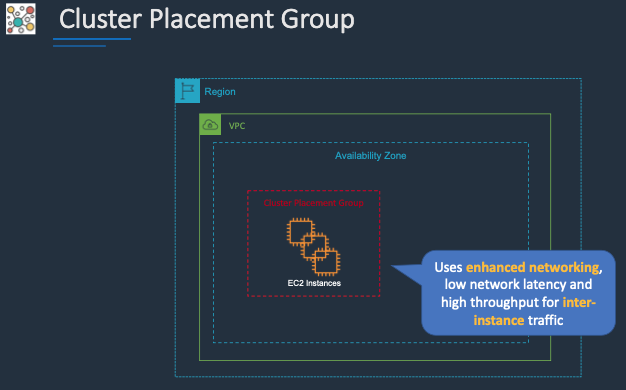 Cluster Placement Group
Region
VPC
Availability Zone
Cluster Placement Group
EC2 Instances
Uses enhanced networking,
low network latency and
high throughput for inter-
instance traffic